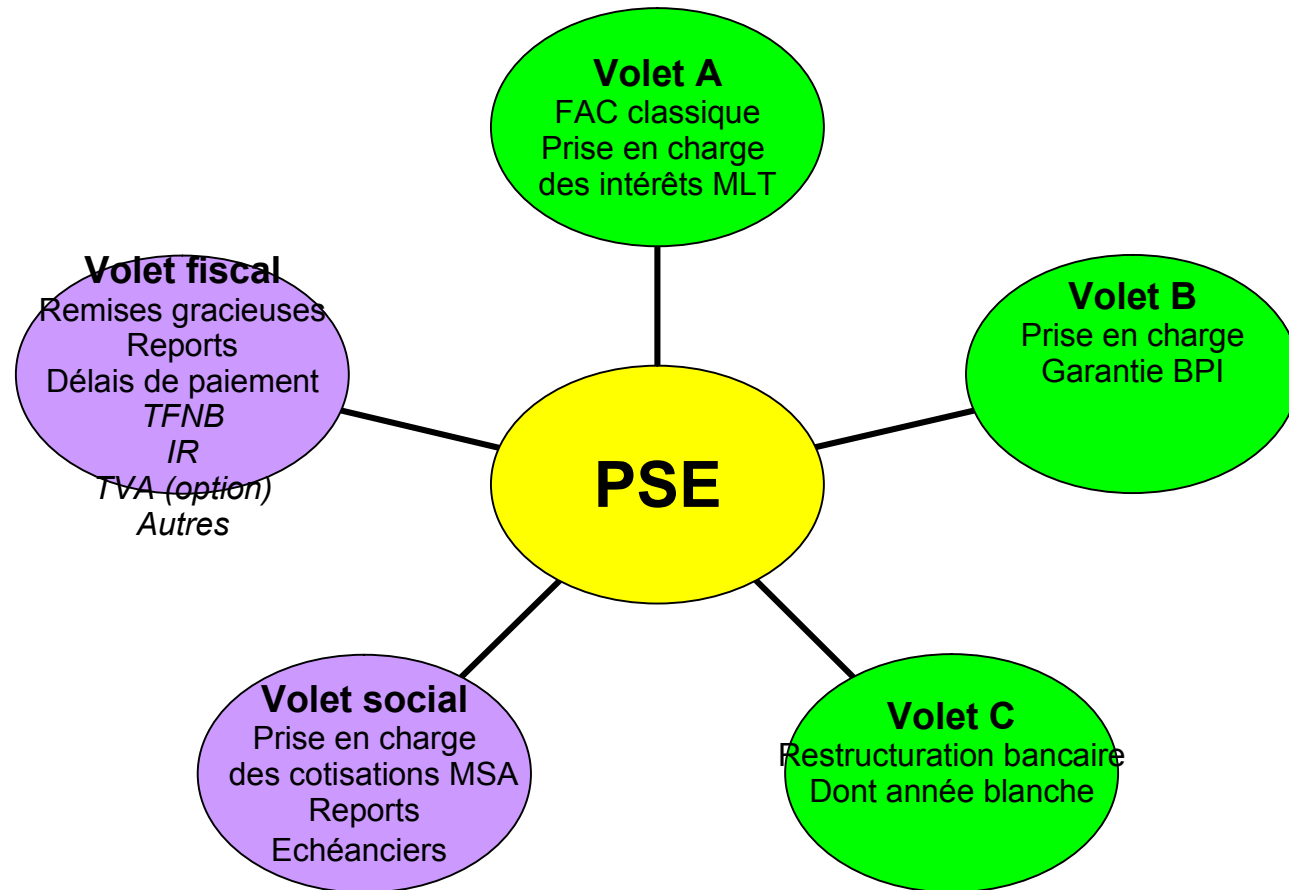 Volet A
FAC classique
Prise en charge
des intérêts MLT
Volet fiscal
Remises gracieuses
Reports
Délais de paiement
TFNB
IR
TVA (option)
Autres
Volet B
Prise en charge
Garantie BPI
PSE
Volet social
Prise en charge
des cotisations MSA
Reports
Echéanciers
Volet C
Restructuration bancaire
Dont année blanche